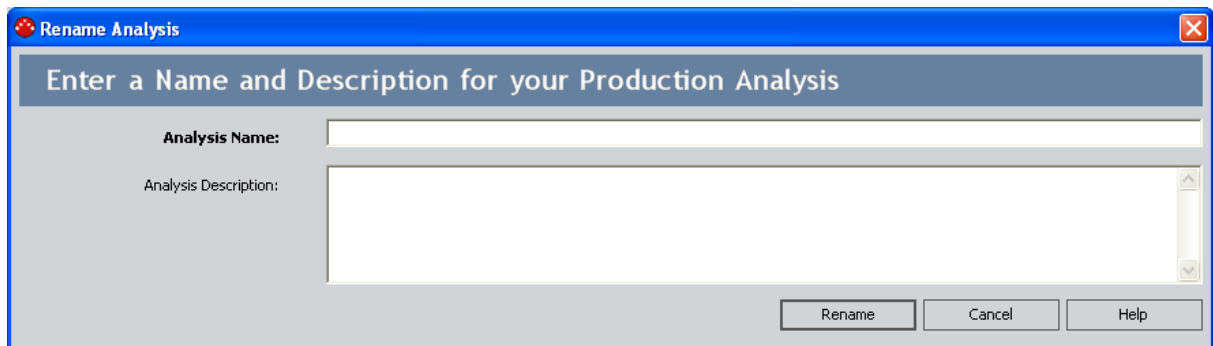 Rename Analysis
Enter a Name and Description for your Production Analysis
Analysis Name:
Analysis Description:
Rename Cancel Help